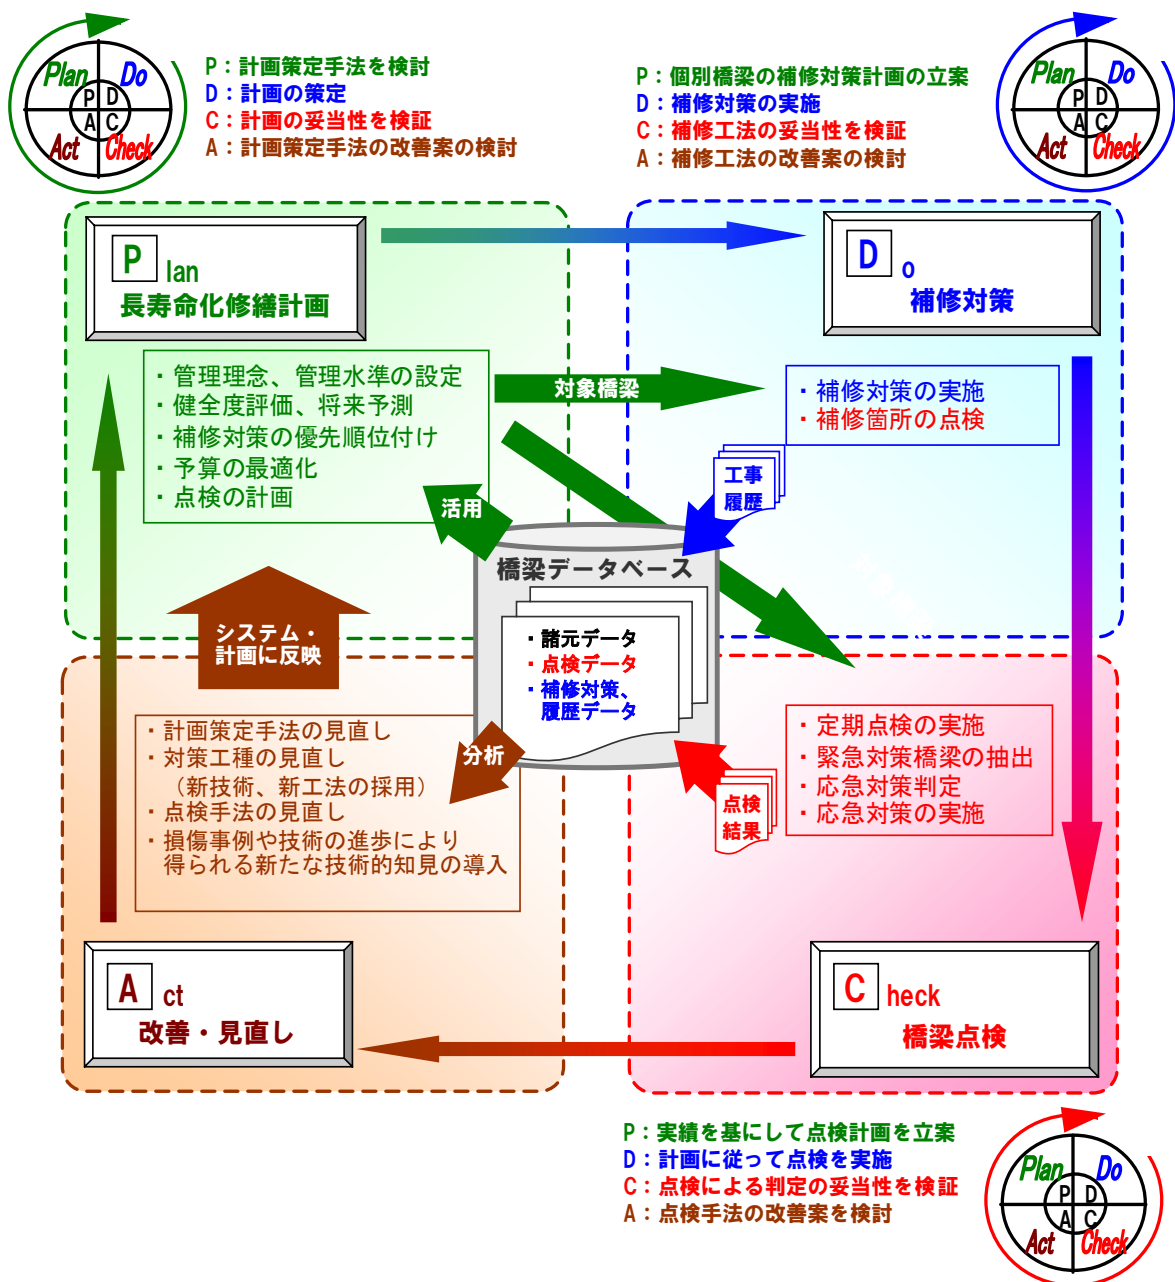 Plan
Do
P
D
A
C
Act
Check
P：計画策定手法を検討
D：計画の策定
C：計画の妥当性を検証
A：計画策定手法の改善案の検討
P：個別橋梁の補修対策計画の立案
D：補修対策の実施
C：補修工法の妥当性を検証
A：補修工法の改善案の検討
Plan
Do
P
D
A
C
Act
Check
Plan
長寿命化修繕計画
Do
補修対策
・管理理念、管理水準の設定
・健全度評価、将来予測
・補修対策の優先順位付け
・予算の最適化
・点検の計画
対象橋梁
・補修対策の実施
・補修箇所の点検
工事
履歴
活用
橋梁データベース
・諸元データ
・点検データ
・補修対策、
履歴データ
システム・
計画に反映
分析
・計画策定手法の見直し
・対策工種の見直し
（新技術、新工法の採用）
・点検手法の見直し
・損傷事例や技術の進歩により
得られる新たな技術的知見の導入
点検
結果
・定期点検の実施
・緊急対策橋梁の抽出
・応急対策判定
・応急対策の実施
Act
改善・見直し
Check
橋梁点検
P：実績を基にして点検計画を立案
D：計画に従って点検を実施
C：点検による判定の妥当性を検証
A：点検手法の改善案を検討
Plan
Do
P
D
A
C
Act
Check